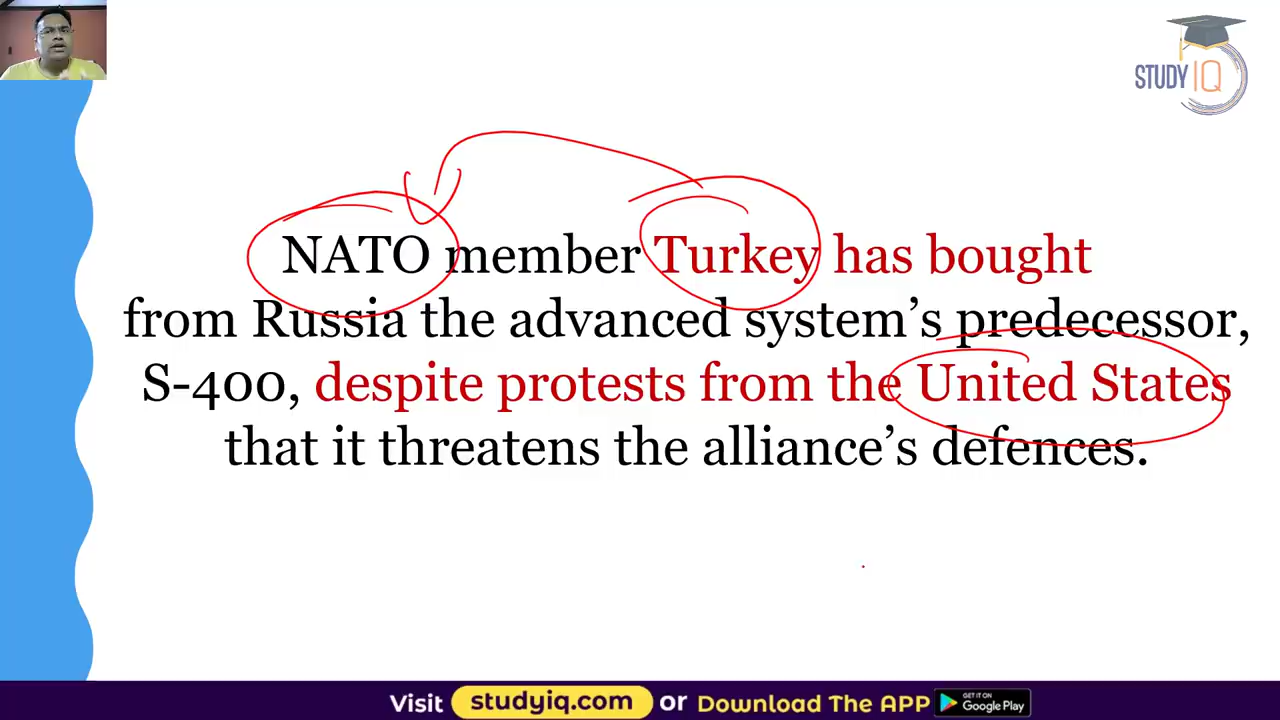 STUDY IQ
NATO member Turkey has bought
from Russia the advanced system’s predecessor,
S-400, despite protests from the United States
that it threatens the alliance’s defences.
Visit studyiq.com or Download The APP GET IT ON Google Play